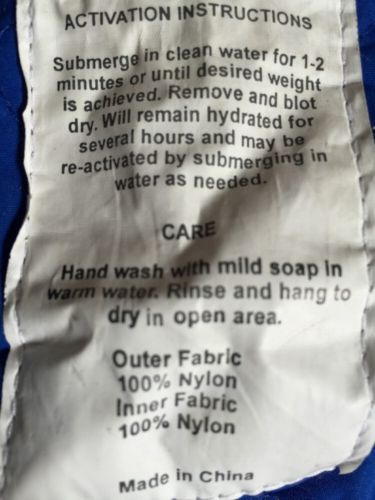 ACTIVATION INSTRUCTIONS
Submerge in clean water for 1-2
minutes or until desired weight
is achieved. Remove and blot
dry. Will remain hydrated for
several hours and may be
re-activated by submerging in
water as needed.
CARE
Hand wash with mild soap in
warm water. Rinse and hang to
dry in open area.
Outer Fabric
100% Nylon
Inner Fabric
100% Nylon
Made in China